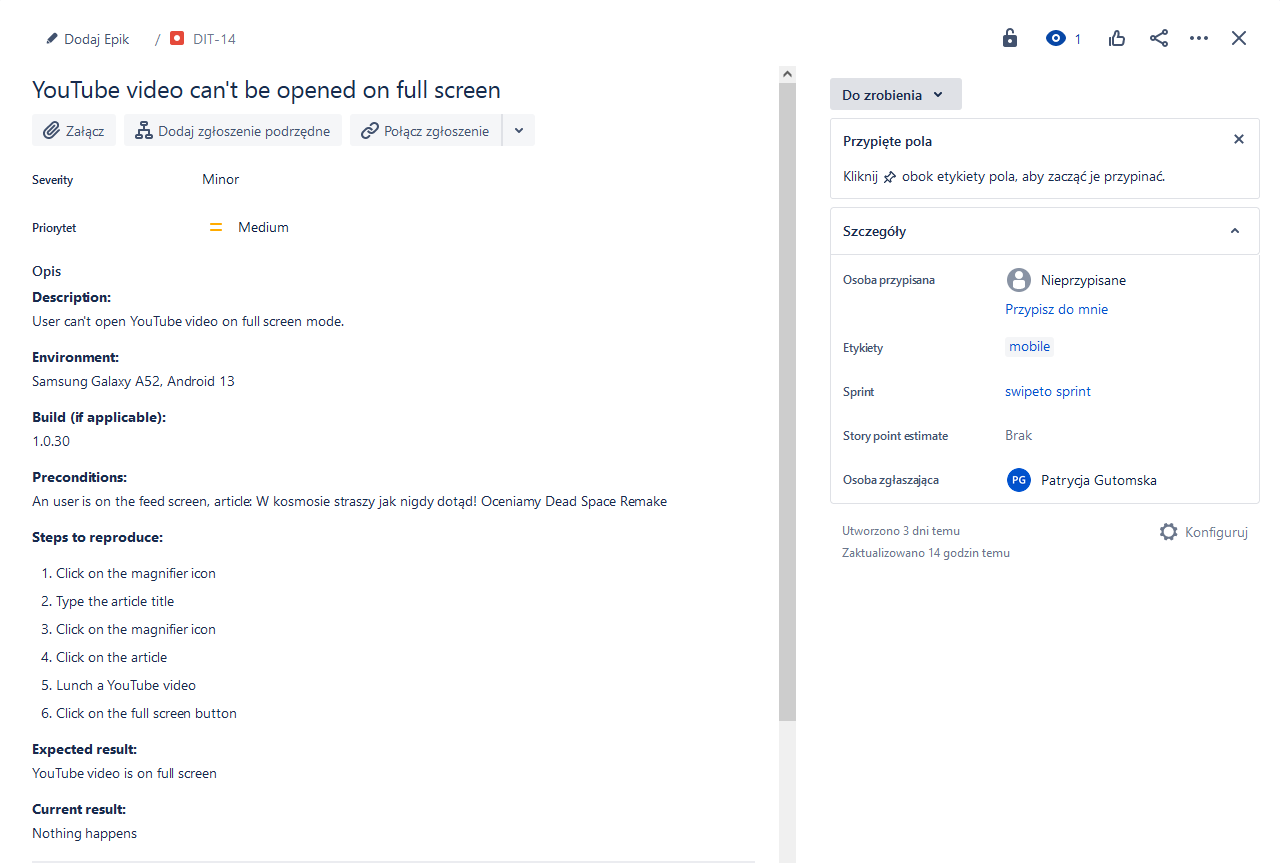 Dodaj Epik / DIT-14
1
YouTube video can't be opened on full screen
Załącz
Dodaj zgłoszenie podrzędne
Połącz zgłoszenie
Severity Minor
Priorytet Medium
Opis
Description:
User can't open YouTube video on full screen mode.
Environment:
Samsung Galaxy A52, Android 13
Build (if applicable):
1.0.30
Preconditions:
An user is on the feed screen, article: W kosmosie straszy jak nigdy dotąd! Oceniamy Dead Space Remake
Steps to reproduce:
1. Click on the magnifier icon
2. Type the article title
3. Click on the magnifier icon
4. Click on the article
5. Lunch a YouTube video
6. Click on the full screen button
Expected result:
YouTube video is on full screen
Current result:
Nothing happens
Do zrobienia
Przypięte pola
Kliknij obok etykiety pola, aby zacząć je przypinać.
Szczegóły
Osoba przypisana Nieprzypisane
Przypisz do mnie
Etykiety mobile
Sprint swipeto sprint
Story point estimate Brak
Osoba zgłaszająca PG Patrycja Gutomska
Utworzono 3 dni temu
Konfiguruj
Zaktualizowano 14 godzin temu